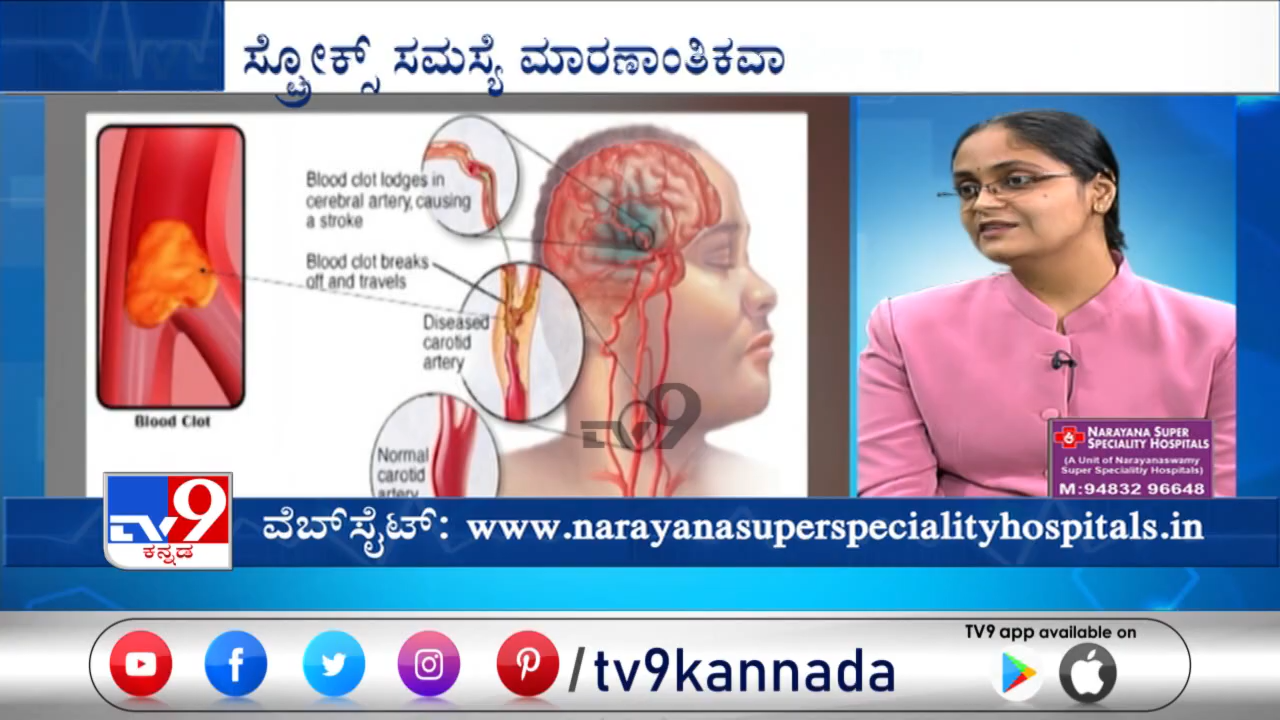 ಸ್ಟ್ರೋಕ್ಸ್ ಸಮಸ್ಯೆ ಮಾರಣಾಂತಿಕವಾ
Blood clot lodges in
cerebral artery, causing
a stroke
Blood clot breaks
off and travels
Diseased
carotid
artery
Blood Clot
Normal
carotid
artery
TV9
NARAYANA SUPER
SPECIALITY HOSPITALS
(A Unit of Narayanaswamy
Super Specialitiy Hospitals)
M:94832 96648
TV9
ಕನ್ನಡ
ವೆಬ್‌ಸೈಟ್: www.narayanasuperspecialityhospitals.in
/tv9kannada
TV9 app available on